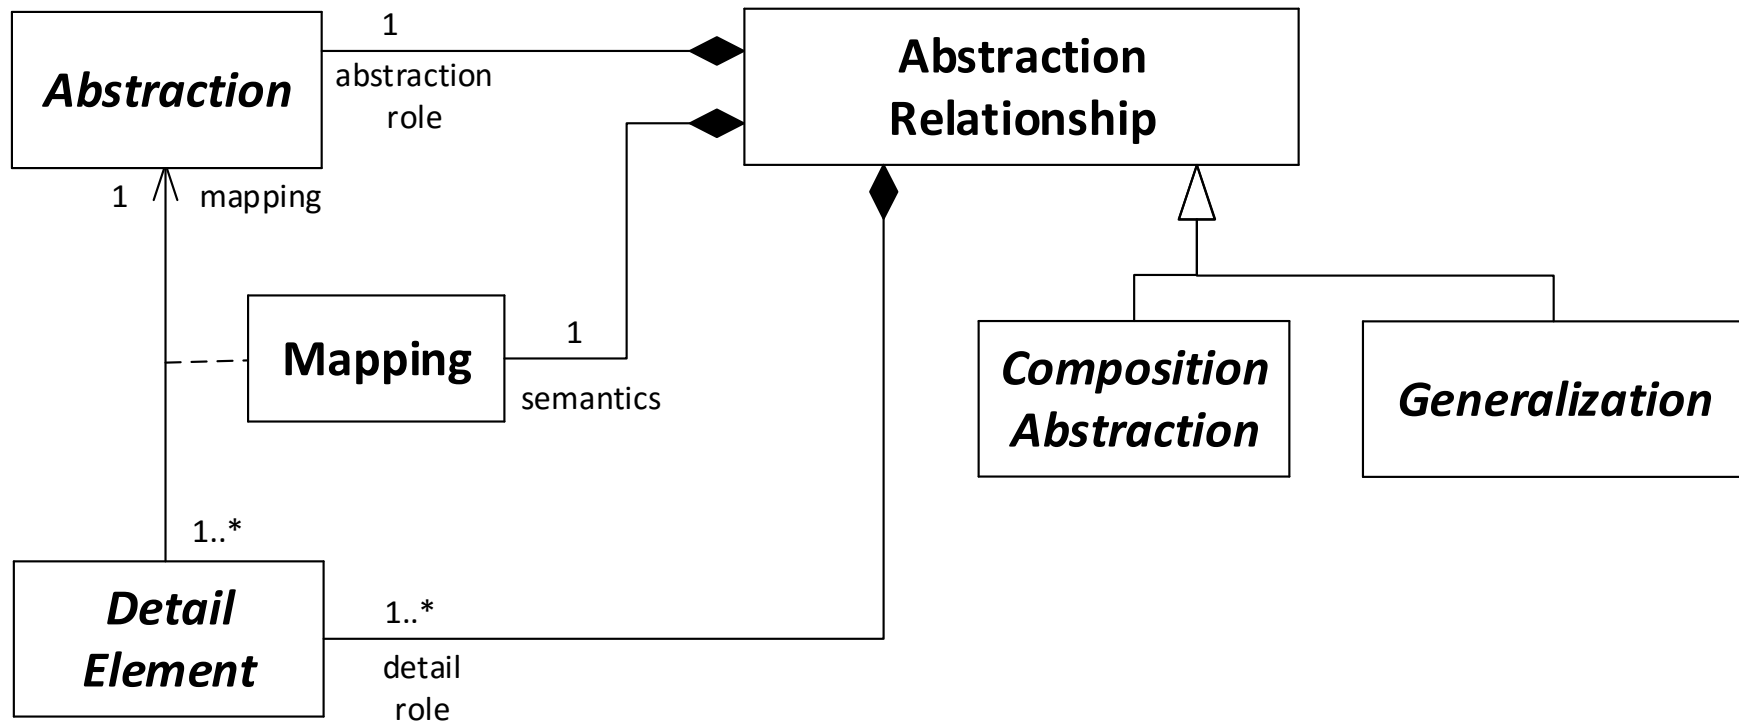 1
Abstraction
abstraction
role
Abstraction
Relationship
1
mapping
Mapping
1
semantics
Composition
Abstraction
Generalization
1..*
Detail
Element
1..*
detail
role